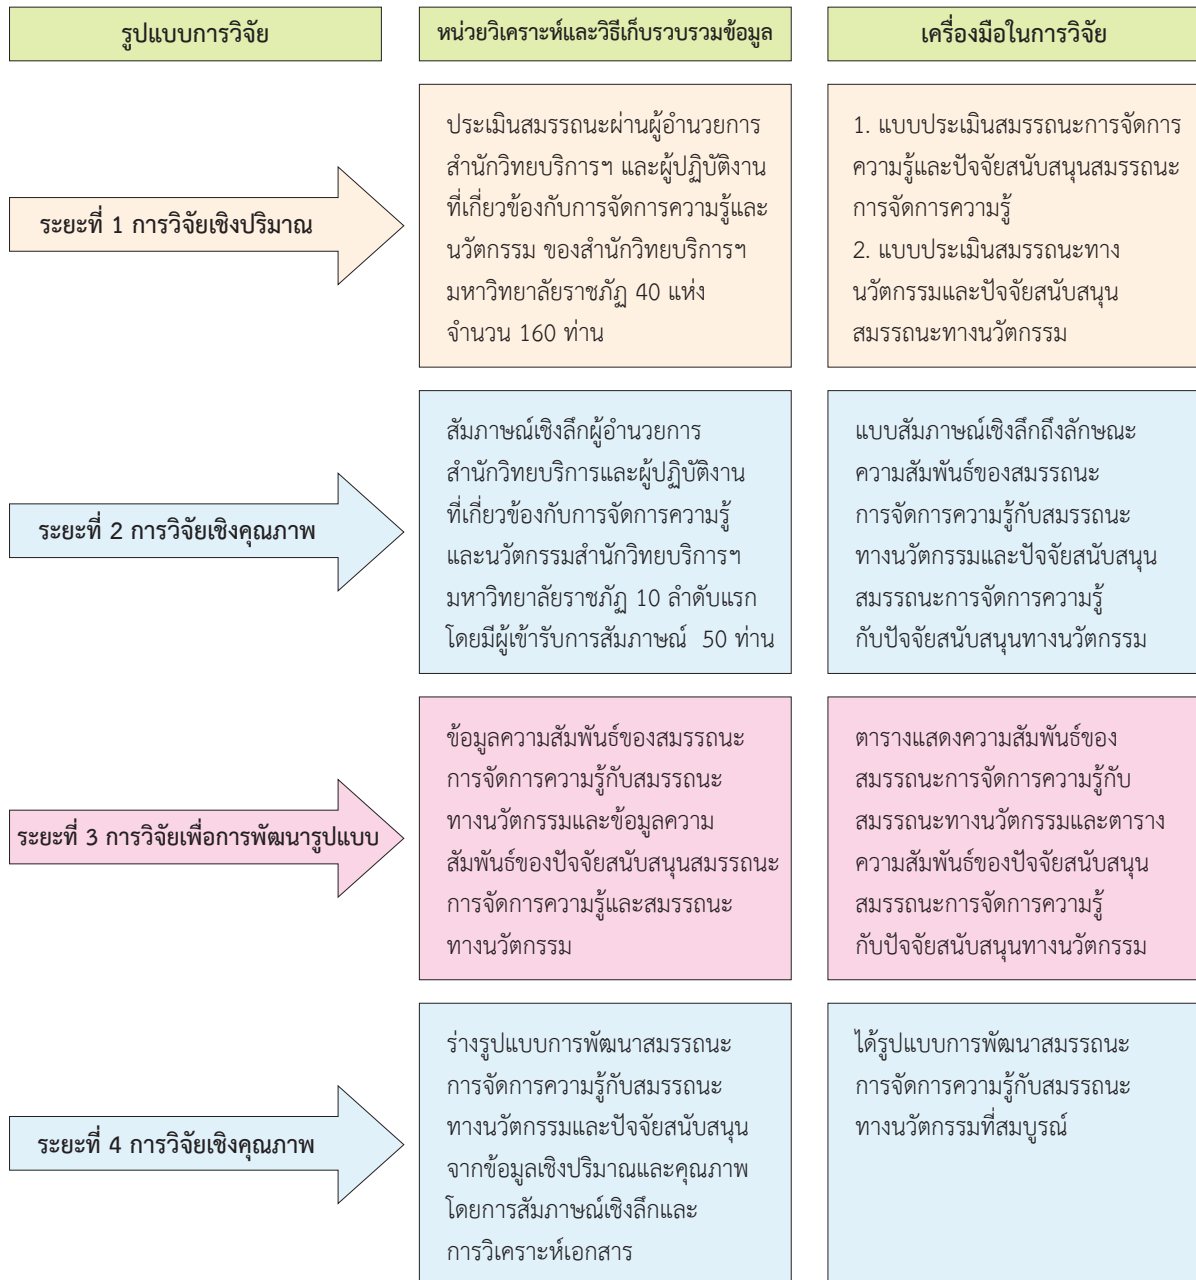 รูปแบบการวิจัย
หน่วยวิเคราะห์และวิธีเก็บรวบรวมข้อมูล
เครื่องมือในการวิจัย
ระยะที่ 1 การวิจัยเชิงปริมาณ
ประเมินสมรรถนะผ่านผู้อำนวยการ
สำนักวิทยบริการฯ และผู้ปฏิบัติงาน
ที่เกี่ยวข้องกับการจัดการความรู้และ
นวัตกรรม ของสำนักวิทยบริการฯ
มหาวิทยาลัยราชภัฏ 40 แห่ง
จำนวน 160 ท่าน
1. แบบประเมินสมรรถนะการจัดการ
ความรู้และปัจจัยสนับสนุนสมรรถนะ
การจัดการความรู้
2. แบบประเมินสมรรถนะทาง
นวัตกรรมและปัจจัยสนับสนุน
สมรรถนะทางนวัตกรรม
ระยะที่ 2 การวิจัยเชิงคุณภาพ
สัมภาษณ์เชิงลึกผู้อำนวยการ
สำนักวิทยบริการและผู้ปฏิบัติงาน
ที่เกี่ยวข้องกับการจัดการความรู้
และนวัตกรรมสำนักวิทยบริการฯ
มหาวิทยาลัยราชภัฏ 10 ลำดับแรก
โดยมีผู้เข้ารับการสัมภาษณ์ 50 ท่าน
แบบสัมภาษณ์เชิงลึกถึงลักษณะ
ความสัมพันธ์ของสมรรถนะ
การจัดการความรู้กับสมรรถนะ
ทางนวัตกรรมและปัจจัยสนับสนุน
สมรรถนะการจัดการความรู้
กับปัจจัยสนับสนุนทางนวัตกรรม
ระยะที่ 3 การวิจัยเพื่อการพัฒนารูปแบบ
ข้อมูลความสัมพันธ์ของสมรรถนะ
การจัดการความรู้กับสมรรถนะ
ทางนวัตกรรมและข้อมูลความ
สัมพันธ์ของปัจจัยสนับสนุนสมรรถนะ
การจัดการความรู้และสมรรถนะ
ทางนวัตกรรม
ตารางแสดงความสัมพันธ์ของ
สมรรถนะการจัดการความรู้กับ
สมรรถนะทางนวัตกรรมและตาราง
ความสัมพันธ์ของปัจจัยสนับสนุน
สมรรถนะการจัดการความรู้
กับปัจจัยสนับสนุนทางนวัตกรรม
ระยะที่ 4 การวิจัยเชิงคุณภาพ
ร่างรูปแบบการพัฒนาสมรรถนะ
การจัดการความรู้กับสมรรถนะ
ทางนวัตกรรมและปัจจัยสนับสนุน
จากข้อมูลเชิงปริมาณและคุณภาพ
โดยการสัมภาษณ์เชิงลึกและ
การวิเคราะห์เอกสาร
ได้รูปแบบการพัฒนาสมรรถนะ
การจัดการความรู้กับสมรรถนะ
ทางนวัตกรรมที่สมบูรณ์